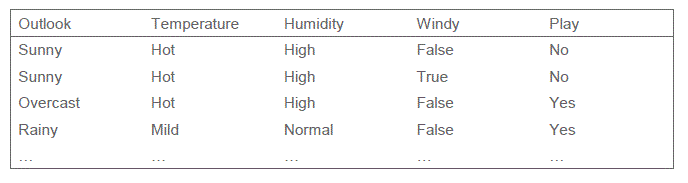 Outlook Temperature Humidity Windy Play
Sunny Hot High False No
Sunny Hot High True No
Overcast Hot High False Yes
Rainy Mild Normal False Yes
… … … … …